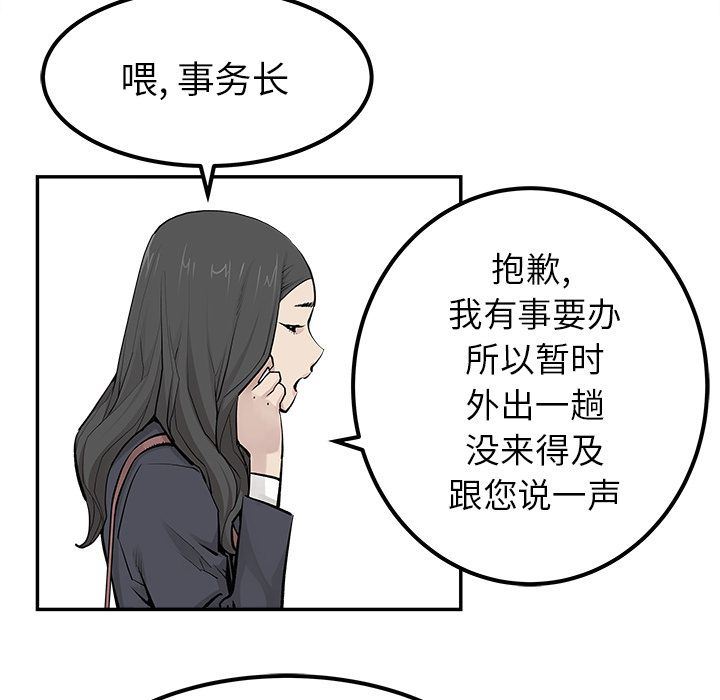 喂, 事务长
抱歉,
我有事要办
所以暂时
外出一趟
没来得及
跟您说一声